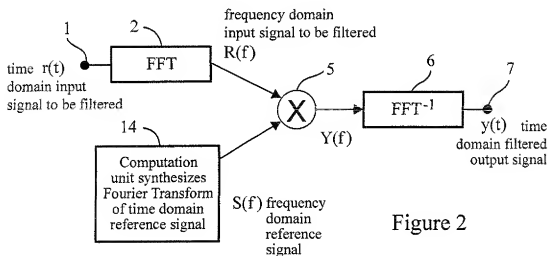 frequency domain
input signal to be filtered
1
2
R(f)
5
6
7
time r(t)
domain input
signal to be filtered
FFT
X
FFT-1
y(t) time
domain filtered
output signal
Y(f)
14
Computation
unit synthesizes
Fourier Transform
of time domain
reference signal
S(f) frequency
domain
reference
signal
Figure 2